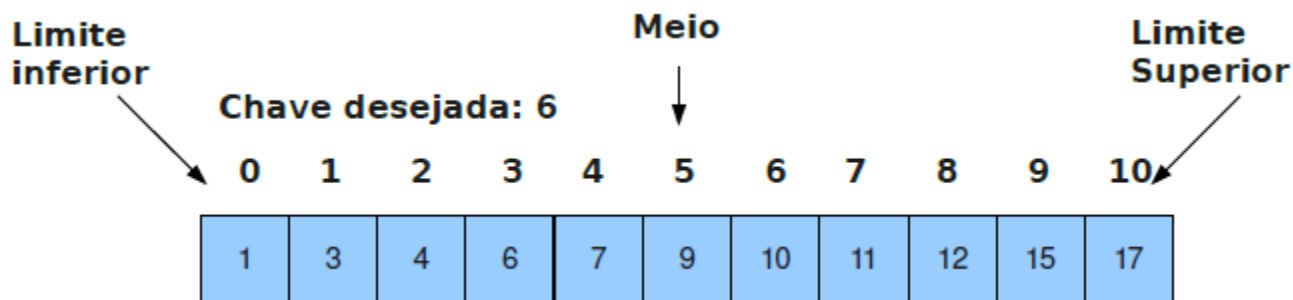 Limite
inferior
Meio
Limite
Superior
Chave desejada: 6
0 1 2 3 4 5 6 7 8 9 10
1 3 4 6 7 9 10 11 12 15 17